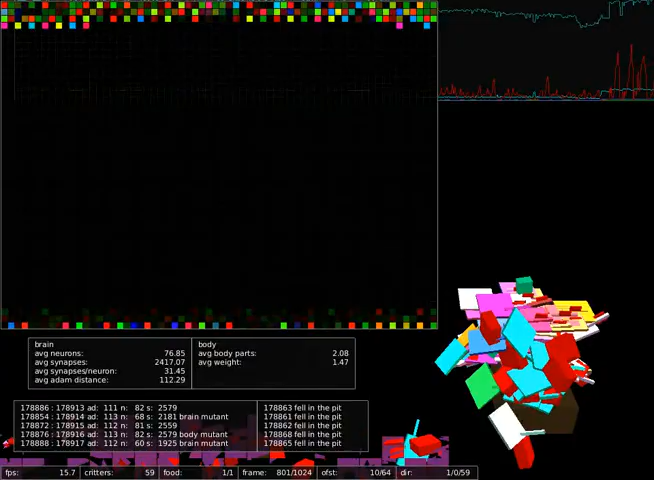 brain
avg neurons: 76.85
avg synapses: 2417.07
avg synapses/neuron: 31.45
avg adam distance: 112.29
body
avg body parts: 2.08
avg weight: 1.47
178886 : 178913 ad: 111 n: 82 s: 2579
178854 : 178914 ad: 113 n: 68 s: 2181 brain mutant
178872 : 178915 ad: 112 n: 81 s: 2559
178876 : 178916 ad: 113 n: 82 s: 2579 body mutant
178888 : 178917 ad: 112 n: 60 s: 1925 brain mutant
178863 fell in the pit
178861 fell in the pit
178862 fell in the pit
178868 fell in the pit
178865 fell in the pit
fps: 15.7 critters: 59 food: 1/1 frame: 801/1024 ofst: 10/64 dir: 1/0/59